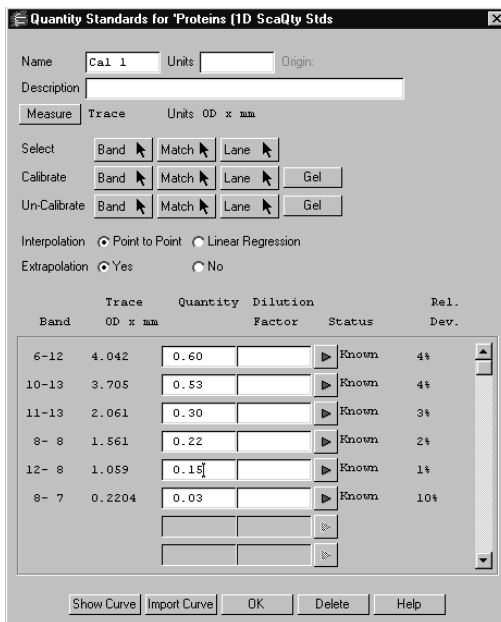 Quantity Standards for 'Proteins (1D ScaQty Stds
Name Cal 1 Units Origin:
Description
Measure Trace Units OD x mm
Select Band Match Lane
Calibrate Band Match Lane Gel
Un-Calibrate Band Match Lane Gel
Interpolation Point to Point Linear Regression
Extrapolation Yes No
Trace Quantity Dilution Rel.
Band OD x mm Factor Status Dev.
6-12 4.042 0.60 Known 4%
10-13 3.705 0.53 Known 4%
11-13 2.061 0.30 Known 3%
8- 8 1.561 0.22 Known 2%
12- 8 1.059 0.15 Known 1%
8- 7 0.2204 0.03 Known 10%
Show Curve Import Curve OK Delete Help